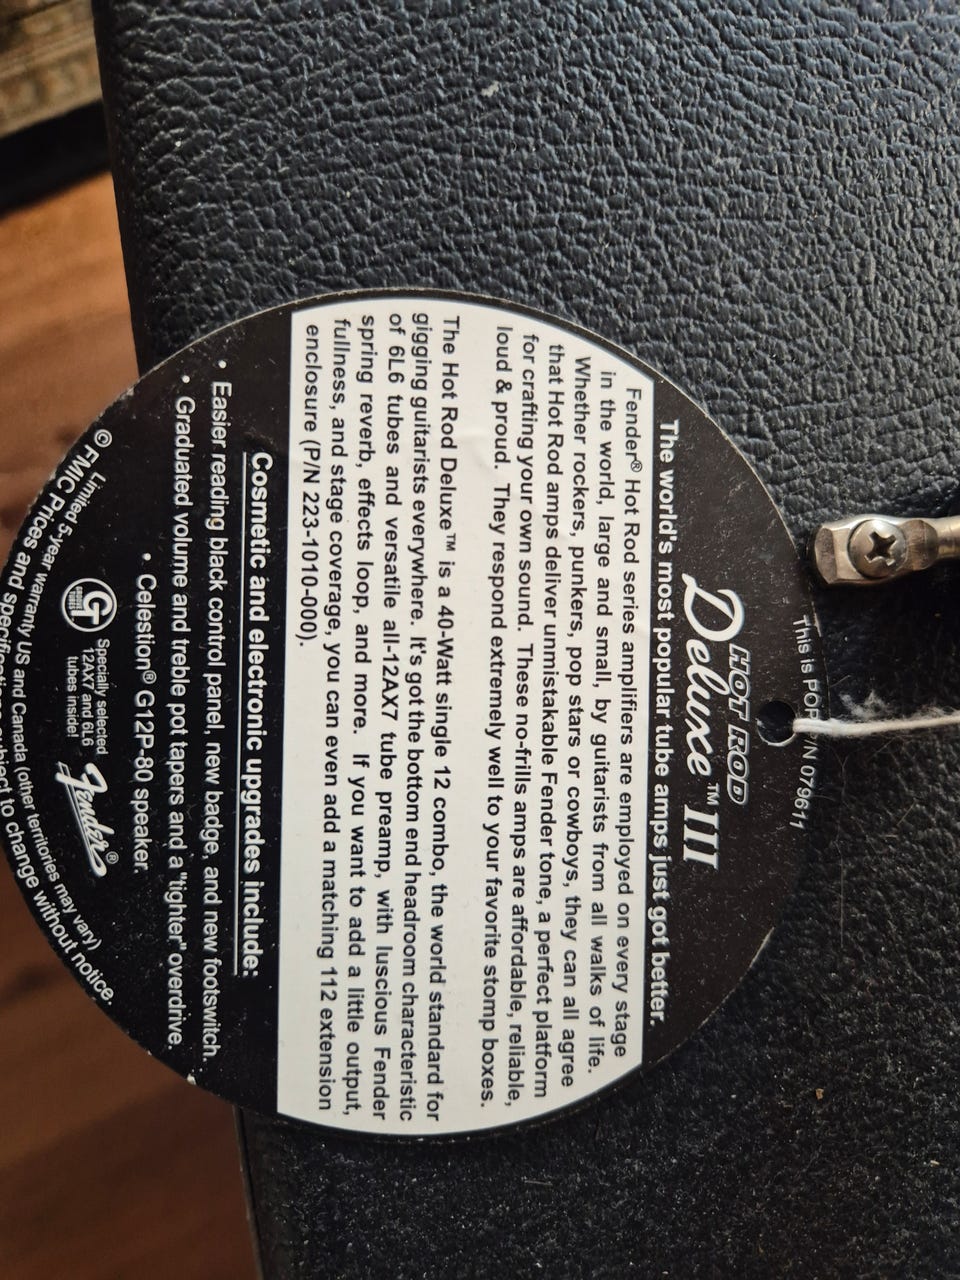 This is POP P/N 079611
HOT ROD
Deluxe™ III
The world's most popular tube amps just got better.
Fender® Hot Rod series amplifiers are employed on every stage
in the world, large and small, by guitarists from all walks of life.
Whether rockers, punkers, pop stars or cowboys, they can all agree
that Hot Rod amps deliver unmistakable Fender tone, a perfect platform
for crafting your own sound. These no-frills amps are affordable, reliable,
loud & proud. They respond extremely well to your favorite stomp boxes.
The Hot Rod Deluxe™ is a 40-Watt single 12 combo, the world standard for
gigging guitarists everywhere. It's got the bottom end headroom characteristic
of 6L6 tubes and versatile all-12AX7 tube preamp, with luscious Fender
spring reverb, effects loop, and more. If you want to add a little output,
fullness, and stage coverage, you can even add a matching 112 extension
enclosure (P/N 223-1010-000).
Cosmetic and electronic upgrades include:
• Easier reading black control panel, new badge, and new footswitch.
• Graduated volume and treble pot tapers and a "tighter" overdrive.
• Celestion® G12P-80 speaker.
GT
GROOVE TUBES
Specially selected
12AX7 and 6L6
tubes inside!
Fender®
Limited 5-year warranty US and Canada (other territories may vary)
© FMIC Prices and specifications subject to change without notice.